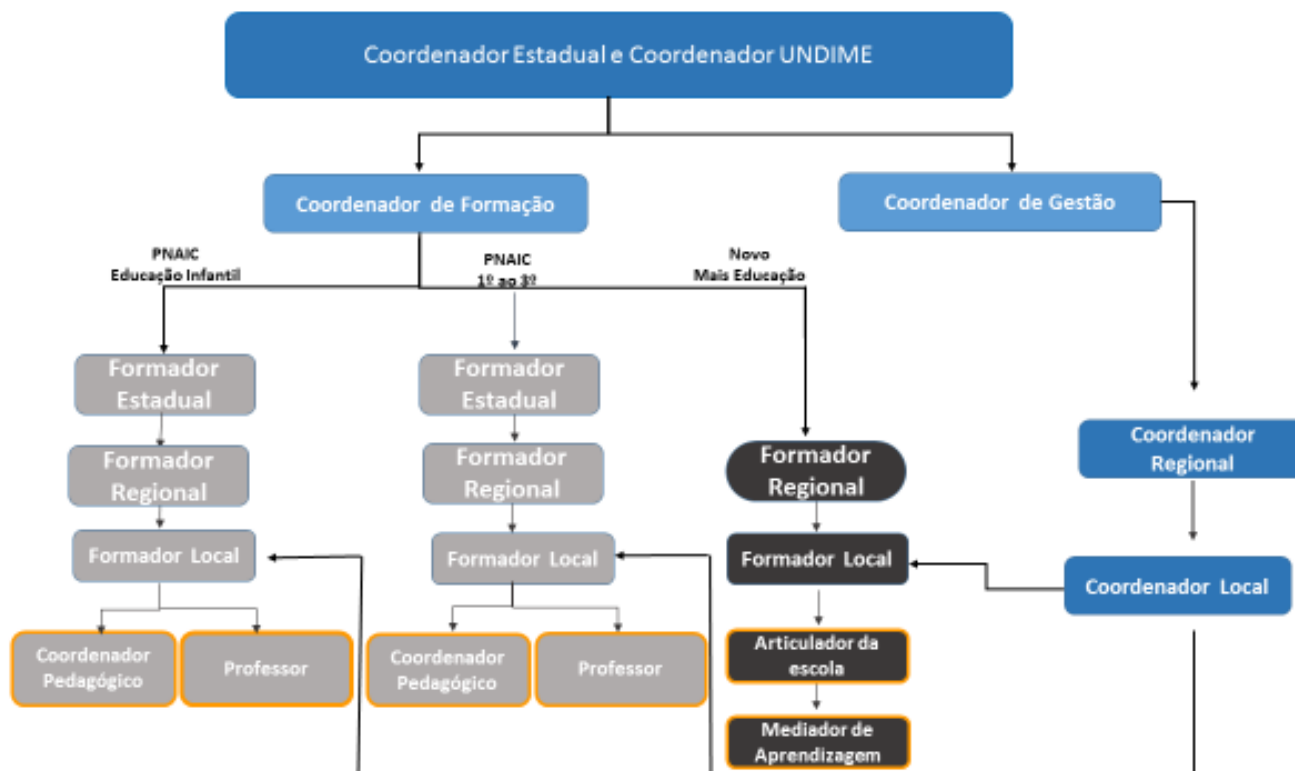 Coordenador Estadual e Coordenador UNDIME
Coordenador de Formação
Coordenador de Gestão
PNAIC
Educação Infantil
PNAIC
1º ao 3º
Novo
Mais Educação
Formador
Estadual
Formador
Regional
Formador Local
Coordenador
Pedagógico
Professor
Formador
Estadual
Formador
Regional
Formador Local
Coordenador
Pedagógico
Professor
Formador
Regional
Formador Local
Articulador da
escola
Mediador de
Aprendizagem
Coordenador
Regional
Coordenador Local